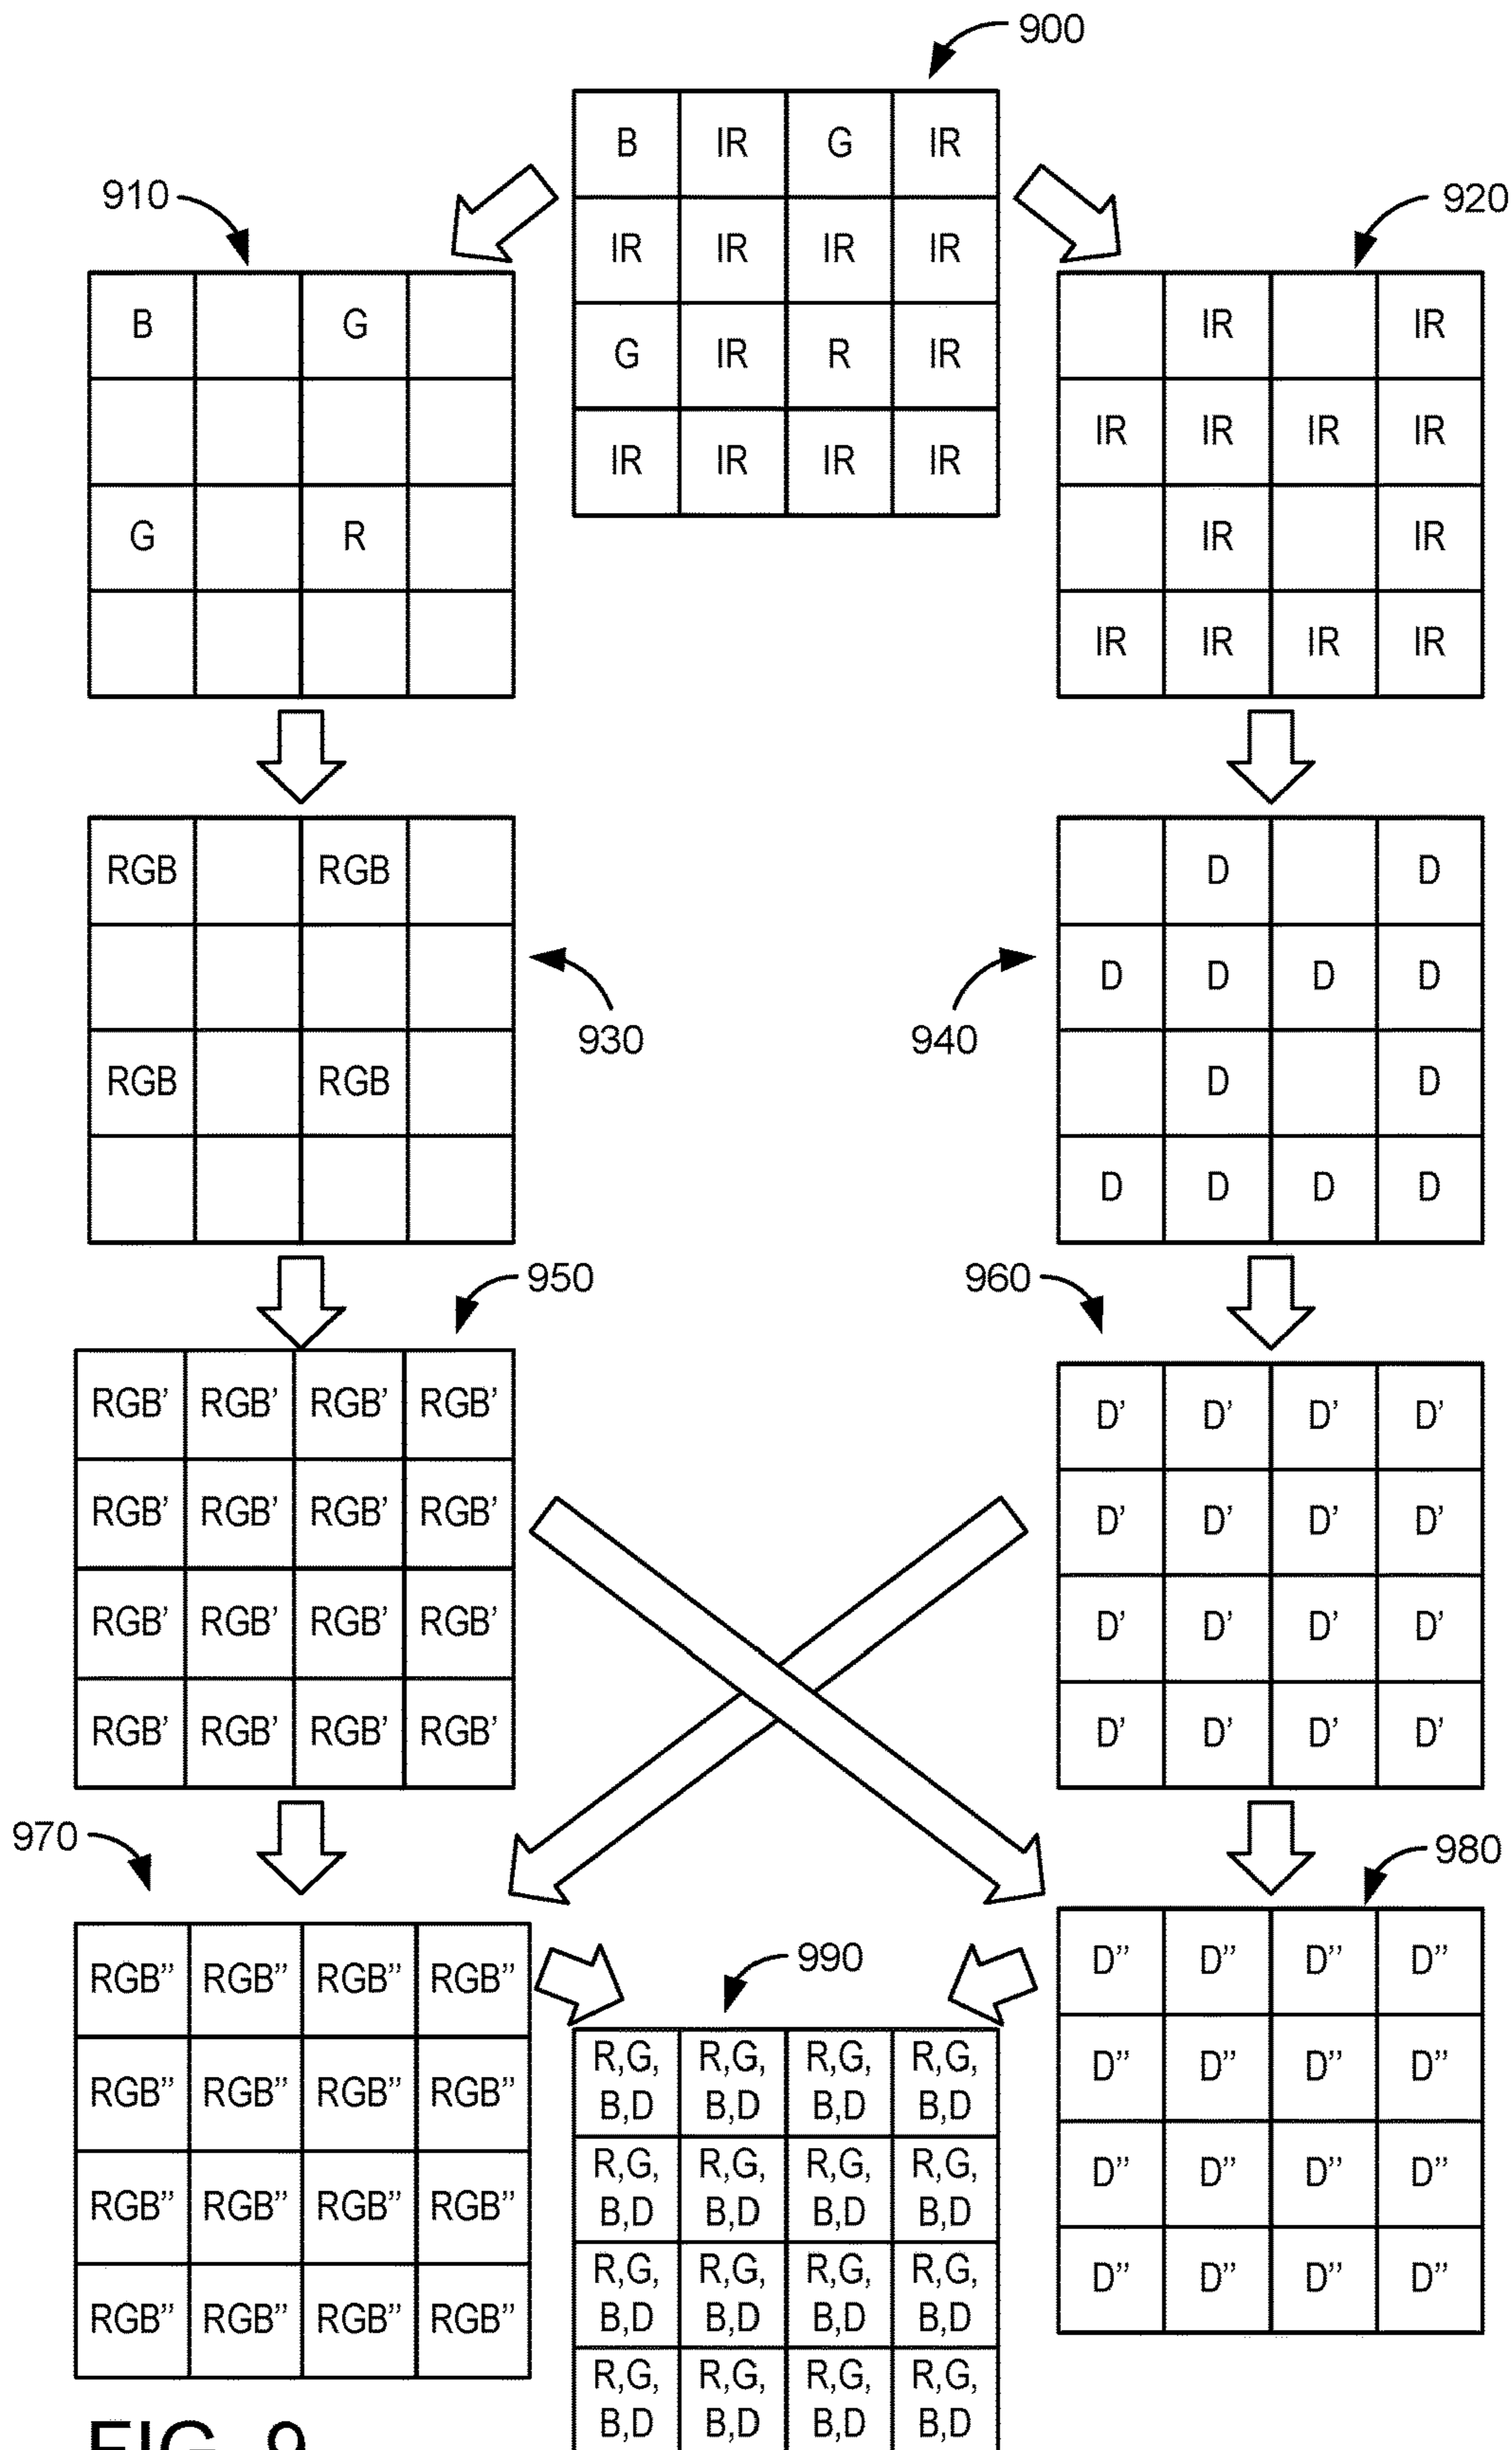 900
B IR G IR
IR IR IR IR
G IR R IR
IR IR IR IR
910
B G
G R
920
IR IR
IR IR IR IR
IR IR
IR IR IR IR
RGB RGB
RGB RGB
930
D D
D D D D
D D
D D D D
940
950
RGB' RGB' RGB' RGB'
RGB' RGB' RGB' RGB'
RGB' RGB' RGB' RGB'
RGB' RGB' RGB' RGB'
960
D' D' D' D'
D' D' D' D'
D' D' D' D'
D' D' D' D'
970
RGB” RGB” RGB” RGB”
RGB” RGB” RGB” RGB”
RGB” RGB” RGB” RGB”
RGB” RGB” RGB” RGB”
980
D” D” D” D”
D” D” D” D”
D” D” D” D”
D” D” D” D”
990
R,G, R,G, R,G, R,G,
B,D B,D B,D B,D
R,G, R,G, R,G, R,G,
B,D B,D B,D B,D
R,G, R,G, R,G, R,G,
B,D B,D B,D B,D
R,G, R,G, R,G, R,G,
B,D B,D B,D B,D
FIG. 9